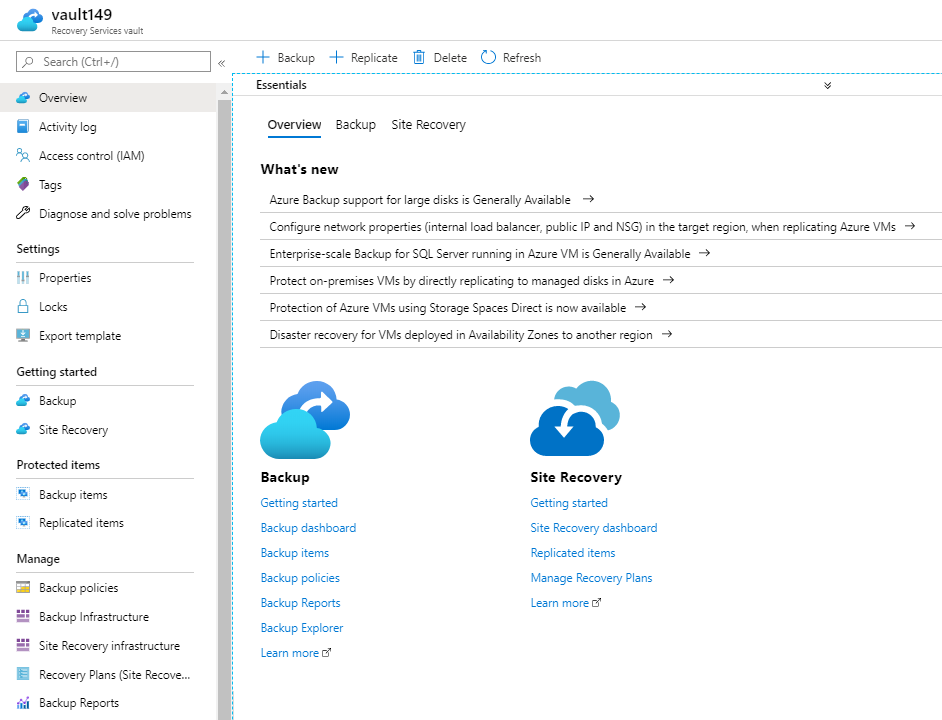 vault149
Recovery Services vault
Search (Ctrl+/)
«
Overview
Activity log
Access control (IAM)
Tags
Diagnose and solve problems
Settings
Properties
Locks
Export template
Getting started
Backup
Site Recovery
Protected items
Backup items
Replicated items
Manage
Backup policies
Backup Infrastructure
Site Recovery infrastructure
Recovery Plans (Site Recove...
Backup Reports
Backup Replicate Delete Refresh
Essentials
Overview Backup Site Recovery
What's new
Azure Backup support for large disks is Generally Available →
Configure network properties (internal load balancer, public IP and NSG) in the target region, when replicating Azure VMs →
Enterprise-scale Backup for SQL Server running in Azure VM is Generally Available →
Protect on-premises VMs by directly replicating to managed disks in Azure →
Protection of Azure VMs using Storage Spaces Direct is now available →
Disaster recovery for VMs deployed in Availability Zones to another region →
Backup
Getting started
Backup dashboard
Backup items
Backup policies
Backup Reports
Backup Explorer
Learn more
Site Recovery
Getting started
Site Recovery dashboard
Replicated items
Manage Recovery Plans
Learn more